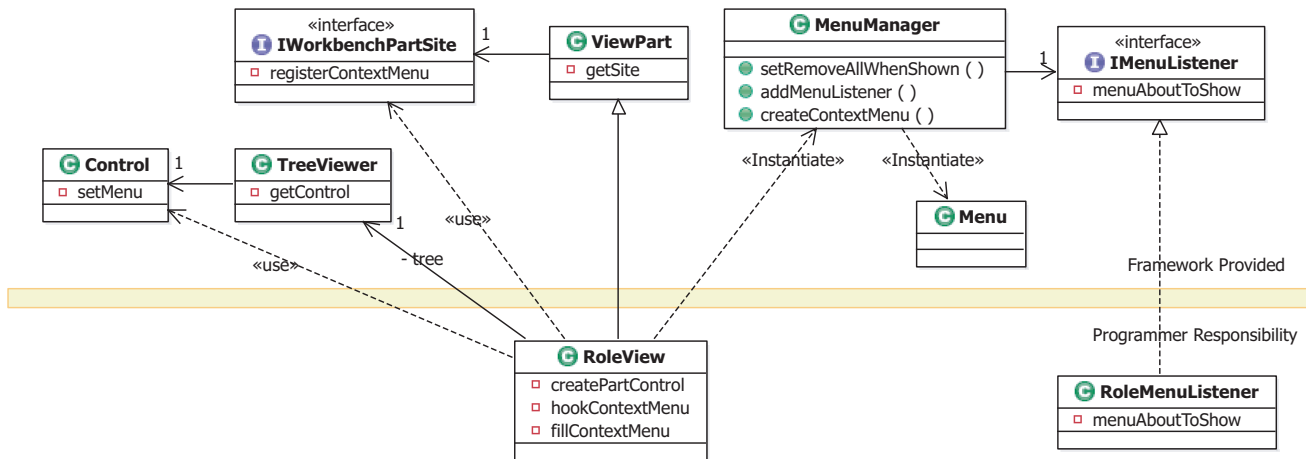 «interface»
I IWorkbenchPartSite
registerContextMenu
1
C ViewPart
getSite
C MenuManager
setRemoveAllWhenShown ( )
addMenuListener ( )
createContextMenu ( )
1
«interface»
I IMenuListener
menuAboutToShow
C Control
setMenu
1
C TreeViewer
getControl
1
«use»
«use»
- tree
«Instantiate»
«Instantiate»
C Menu
Framework Provided
Programmer Responsibility
C RoleView
createPartControl
hookContextMenu
fillContextMenu
C RoleMenuListener
menuAboutToShow